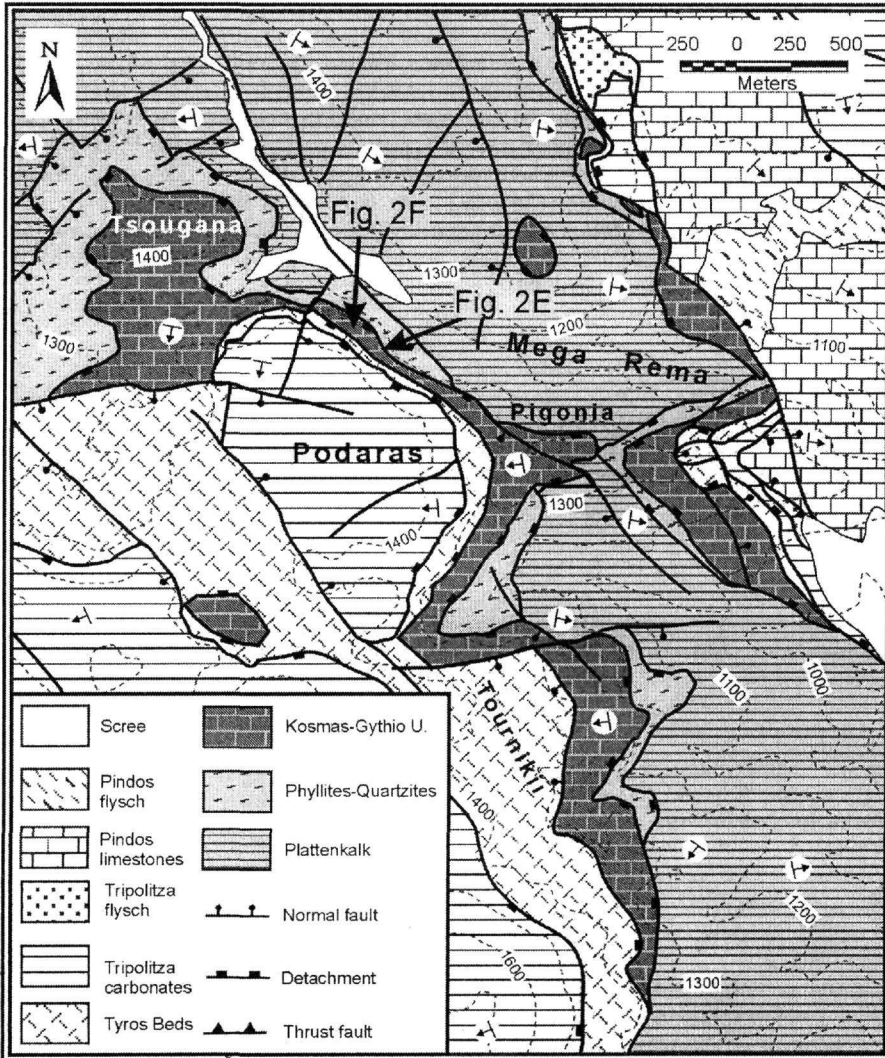 N
250 0 250 500
Meters
1400
Tsougana
1400
Fig. 2F
Fig. 2E
1300
1200
1100
1300
Mega Rema
Pigonia
Podaras
1300
1400
Tournikii
1100
1000
1400
1600
1200
1300
Scree
Kosmas-Gythio U.
Pindos
flysch
Phyllites-Quartzites
Pindos
limestones
Plattenkalk
Tripolitza
flysch
Normal fault
Tripolitza
carbonates
Detachment
Tyros Beds
Thrust fault